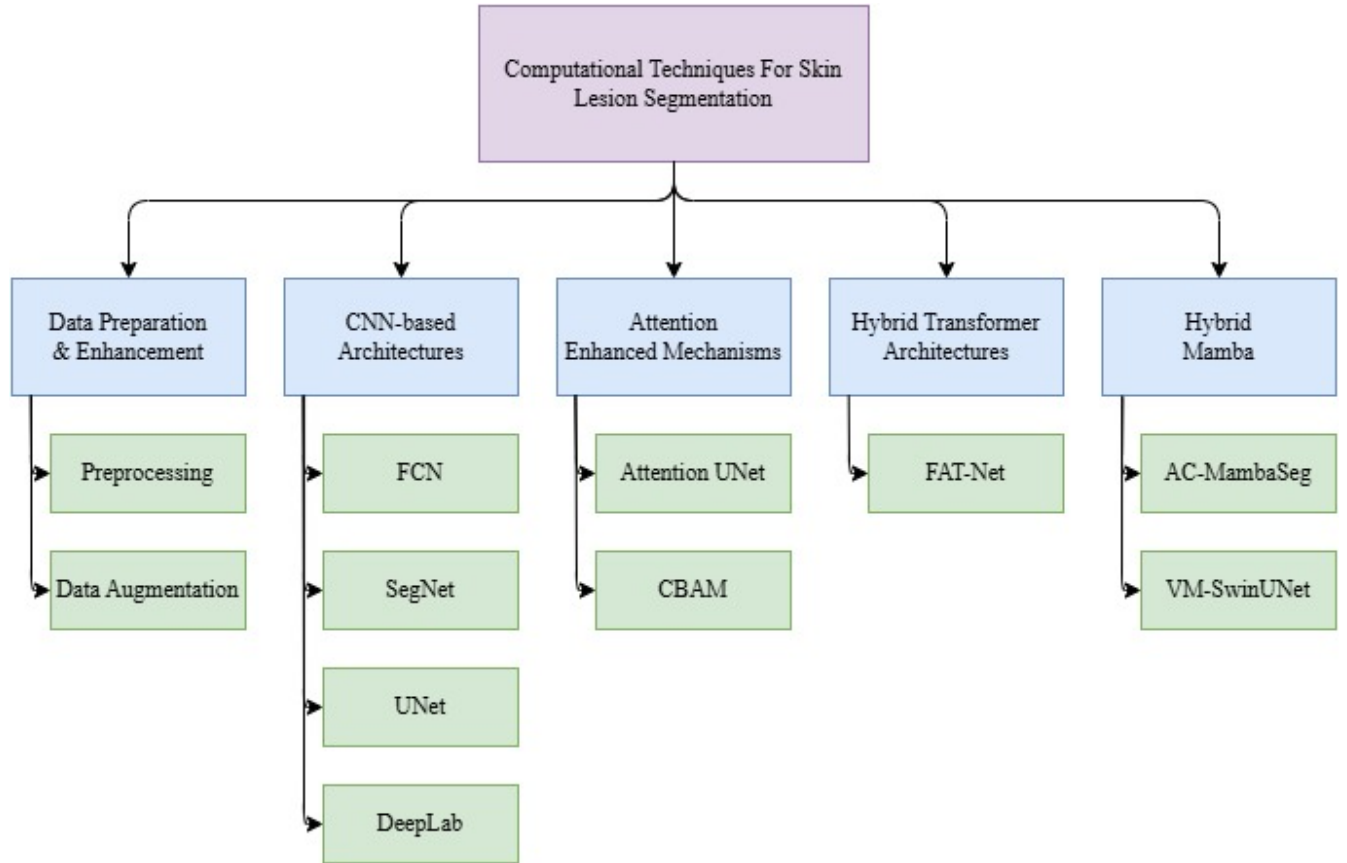 Computational Techniques For Skin
Lesion Segmentation
Data Preparation
& Enhancement
CNN-based
Architectures
Attention
Enhanced Mechanisms
Hybrid Transformer
Architectures
Hybrid
Mamba
Preprocessing
FCN
Attention UNet
FAT-Net
AC-MambaSeg
Data Augmentation
SegNet
CBAM
VM-SwinUNet
UNet
DeepLab